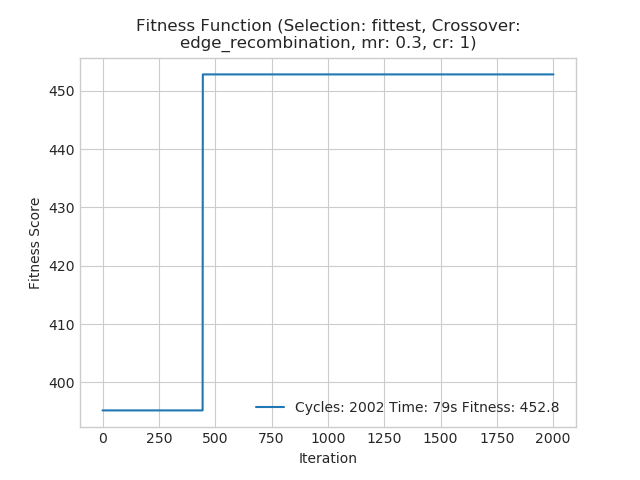 Fitness Function (Selection: fittest, Crossover:
edge_recombination, mr: 0.3, cr: 1)
Fitness Score
450
440
430
420
410
400
Cycles: 2002 Time: 79s Fitness: 452.8
0 250 500 750 1000 1250 1500 1750 2000
Iteration